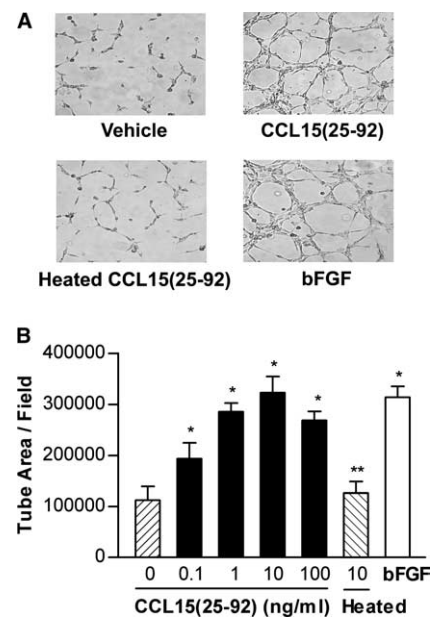 A
Vehicle
CCL15(25-92)
Heated CCL15(25-92)
bFGF
B
Tube Area / Field
400000
300000
200000
100000
0
* * * * ** *
0 0.1 1 10 100 10 bFGF
CCL15(25-92) (ng/ml) Heated